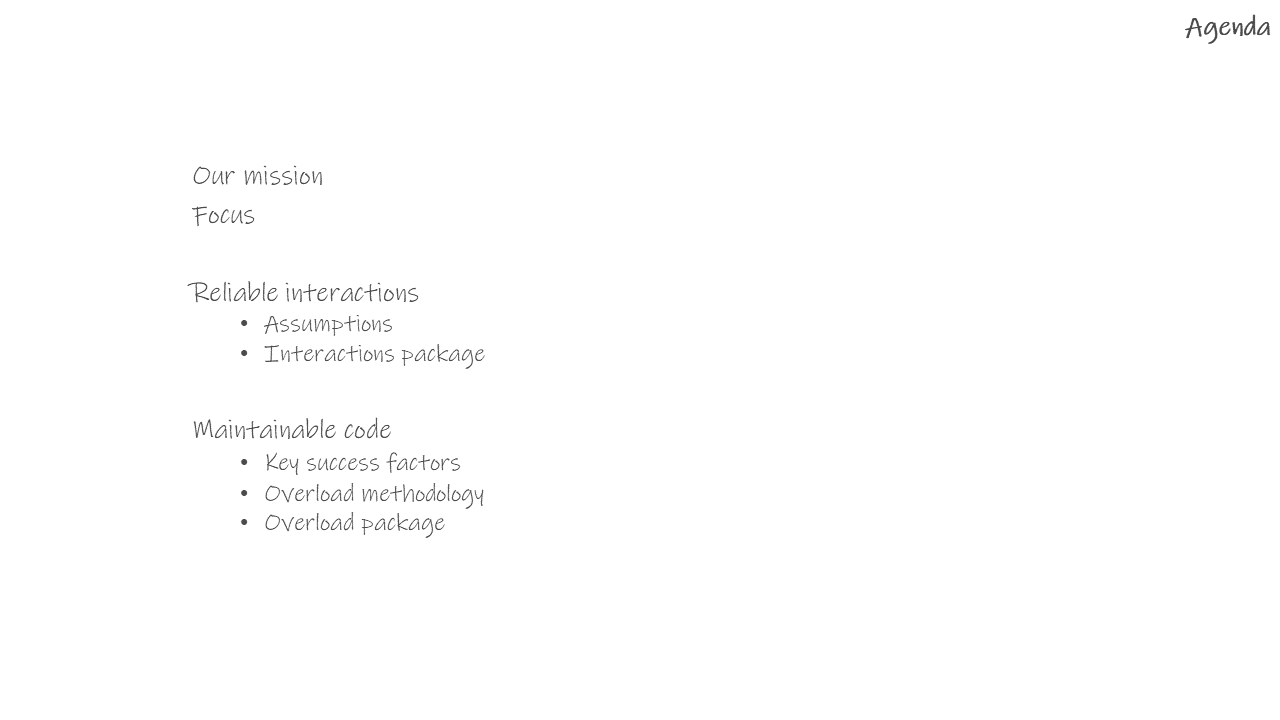 Agenda
Our mission
Focus
Reliable interactions
• Assumptions
• Interactions package
Maintainable code
• Key success factors
• Overload methodology
• Overload package